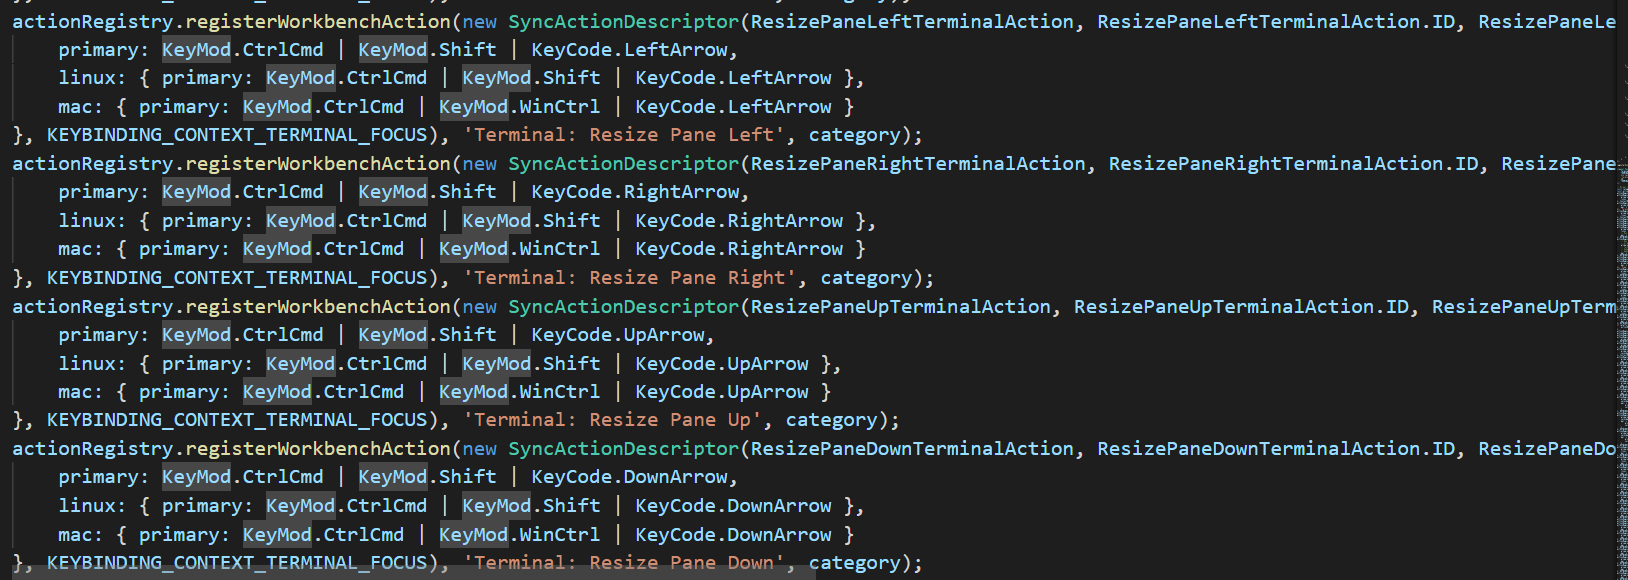 actionRegistry.registerWorkbenchAction(new SyncActionDescriptor(ResizePaneLeftTerminalAction, ResizePaneLeftTerminalAction.ID, ResizePaneLe
primary: KeyMod.CtrlCmd | KeyMod.Shift | KeyCode.LeftArrow,
linux: { primary: KeyMod.CtrlCmd | KeyMod.Shift | KeyCode.LeftArrow },
mac: { primary: KeyMod.CtrlCmd | KeyMod.WinCtrl | KeyCode.LeftArrow }
}, KEYBINDING_CONTEXT_TERMINAL_FOCUS), 'Terminal: Resize Pane Left', category);
actionRegistry.registerWorkbenchAction(new SyncActionDescriptor(ResizePaneRightTerminalAction, ResizePaneRightTerminalAction.ID, ResizePane
primary: KeyMod.CtrlCmd | KeyMod.Shift | KeyCode.RightArrow,
linux: { primary: KeyMod.CtrlCmd | KeyMod.Shift | KeyCode.RightArrow },
mac: { primary: KeyMod.CtrlCmd | KeyMod.WinCtrl | KeyCode.RightArrow }
}, KEYBINDING_CONTEXT_TERMINAL_FOCUS), 'Terminal: Resize Pane Right', category);
actionRegistry.registerWorkbenchAction(new SyncActionDescriptor(ResizePaneUpTerminalAction, ResizePaneUpTerminalAction.ID, ResizePaneUpTerm
primary: KeyMod.CtrlCmd | KeyMod.Shift | KeyCode.UpArrow,
linux: { primary: KeyMod.CtrlCmd | KeyMod.Shift | KeyCode.UpArrow },
mac: { primary: KeyMod.CtrlCmd | KeyMod.WinCtrl | KeyCode.UpArrow }
}, KEYBINDING_CONTEXT_TERMINAL_FOCUS), 'Terminal: Resize Pane Up', category);
actionRegistry.registerWorkbenchAction(new SyncActionDescriptor(ResizePaneDownTerminalAction, ResizePaneDownTerminalAction.ID, ResizePaneDo
primary: KeyMod.CtrlCmd | KeyMod.Shift | KeyCode.DownArrow,
linux: { primary: KeyMod.CtrlCmd | KeyMod.Shift | KeyCode.DownArrow },
mac: { primary: KeyMod.CtrlCmd | KeyMod.WinCtrl | KeyCode.DownArrow }
}, KEYBINDING_CONTEXT_TERMINAL_FOCUS), 'Terminal: Resize Pane Down', category);